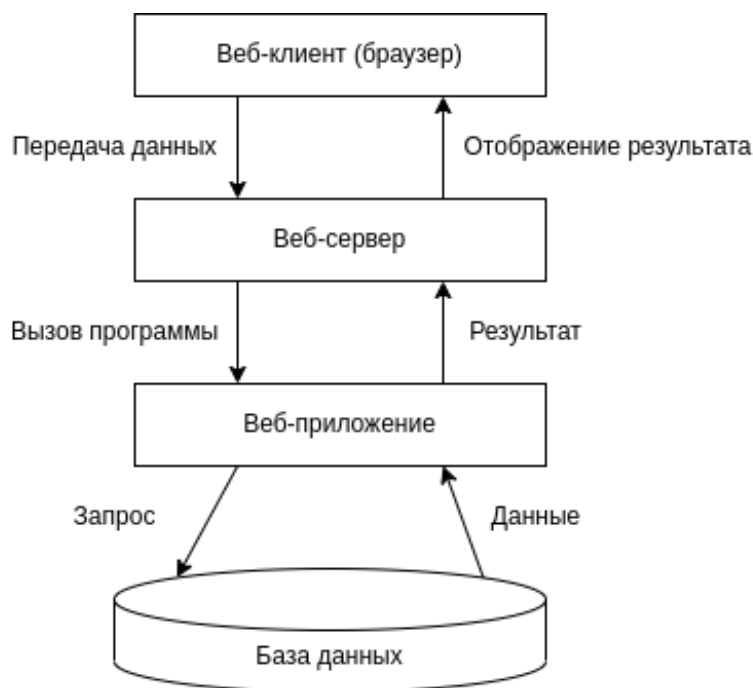 Веб-клиент (браузер)
Передача данных
Отображение результата
Веб-сервер
Вызов программы
Результат
Веб-приложение
Запрос
Данные
База данных